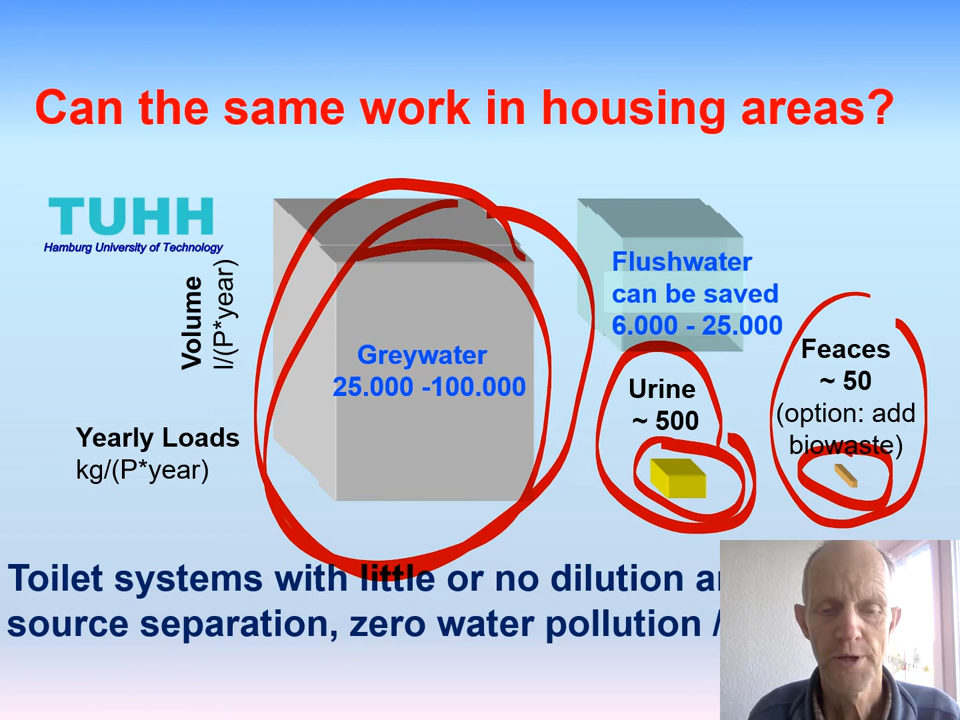 Can the same work in housing areas?
TUHH
Hamburg University of Technology
Volume
l/(P*year)
Greywater
25.000 -100.000
Flushwater
can be saved
6.000 - 25.000
Urine
~ 500
Feaces
~ 50
(option: add
biowaste)
Yearly Loads
kg/(P*year)
Toilet systems with little or no dilution
source separation, zero water pollution /